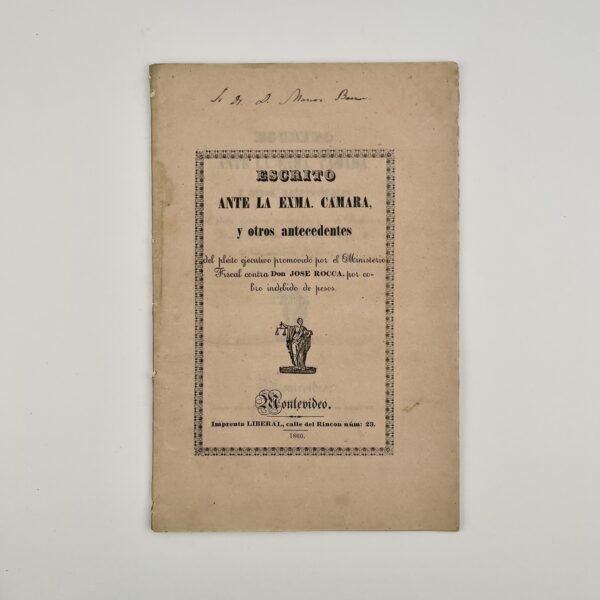 ESCRITO
ANTE LA EXMA. CAMARA,
y otros antecedentes
del pleito ejecutivo promovido por el Ministerio
Fiscal contra Don JOSE ROCCA, por co-
bro indebido de pesos.
Montevideo.
Imprenta LIBERAL, calle del Rincon núm: 23.
1860.